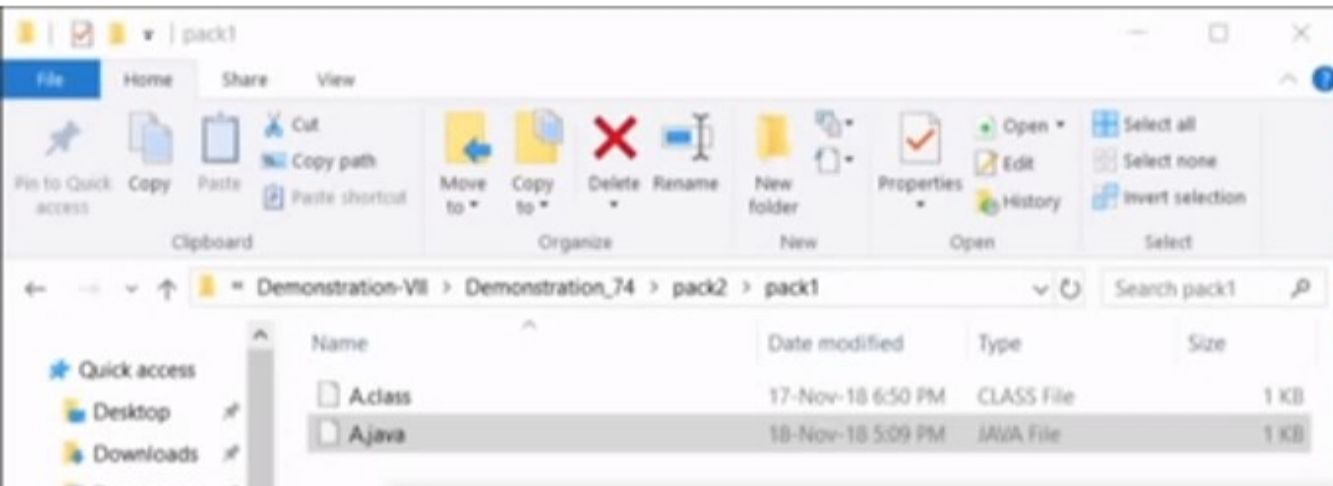 pack1
File Home Share View
Pin to Quick access
Copy
Paste
Cut
Copy path
Paste shortcut
Clipboard
Move to
Copy to
Delete
Rename
Organize
New folder
New
Properties
Open
Edit
History
Open
Select all
Select none
Invert selection
Select
« Demonstration-VII > Demonstration_74 > pack2 > pack1
Search pack1
Name Date modified Type Size
Quick access
Desktop
Downloads
A.class 17-Nov-18 6:50 PM CLASS File 1 KB
A.java 18-Nov-18 5:09 PM JAVA File 1 KB